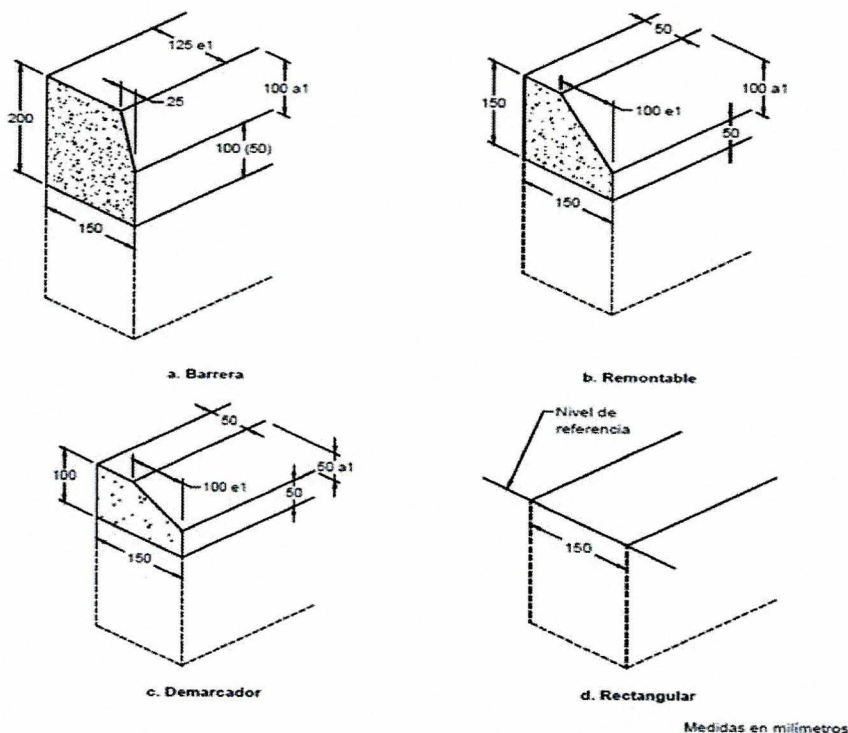 125 e1
25
200
100 a1
100 (50)
150
a. Barrera
50
100 e1
150
100 a1
50
150
b. Remontable
50
100 e1
100
50 a1
50
150
c. Demarcador
Nivel de
referencia
150
d. Rectangular
Medidas en milímetros